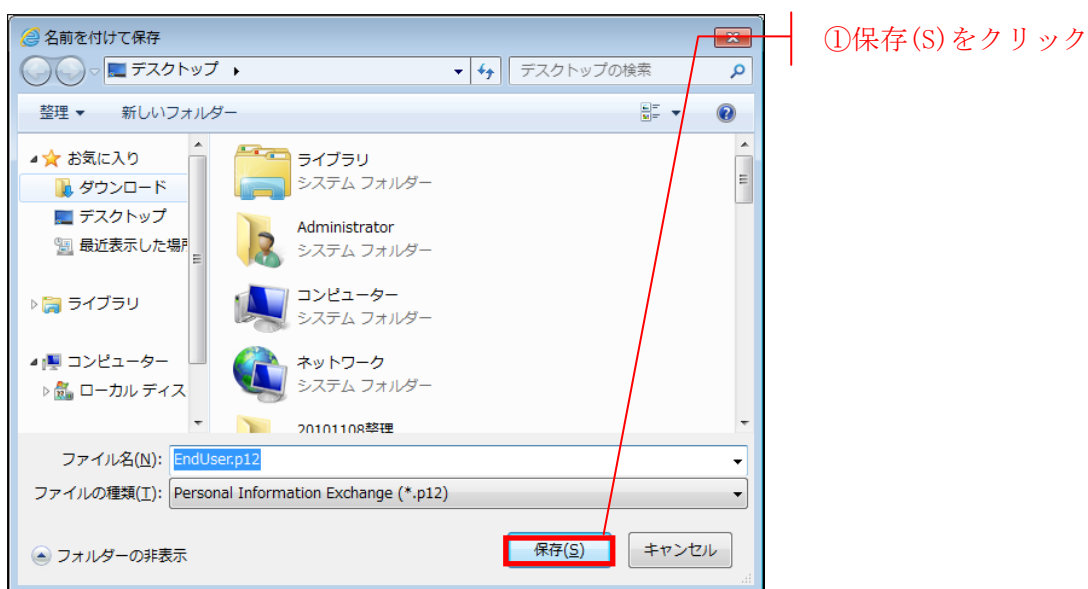 名前を付けて保存
①保存(S)をクリック
デスクトップ
デスクトップの検索
整理 新しいフォルダー
お気に入り
ダウンロード
デスクトップ
最近表示した場所
ライブラリ
コンピューター
ローカル ディス
ライブラリ
システム フォルダー
Administrator
システム フォルダー
コンピューター
システム フォルダー
ネットワーク
システム フォルダー
20101108整理
ファイル名(N): EndUser.p12
ファイルの種類(T): Personal Information Exchange (*.p12)
フォルダーの非表示
保存(S) キャンセル